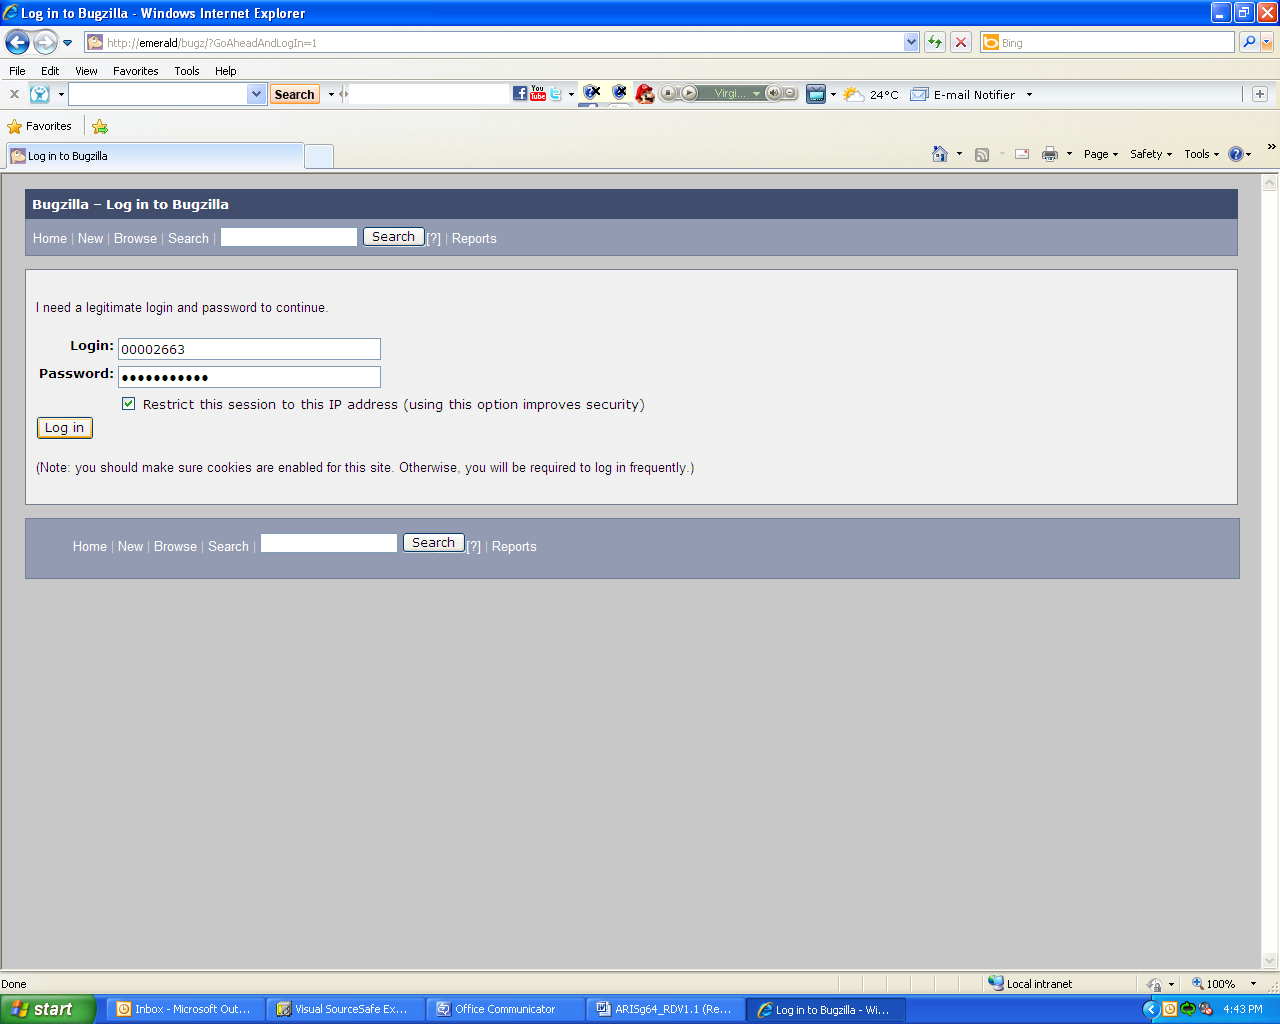 Log in to Bugzilla - Windows Internet Explorer
http://emerald/bugz/?GoAheadAndLogIn=1
Bing
File Edit View Favorites Tools Help
Search
You Tube
Virgi...
24°C
E-mail Notifier
Favorites
Log in to Bugzilla
Page Safety Tools
Bugzilla – Log in to Bugzilla
Home | New | Browse | Search | Search [?] | Reports
I need a legitimate login and password to continue.
Login: 00002663
Password: •••••••••••
Restrict this session to this IP address (using this option improves security)
Log in
(Note: you should make sure cookies are enabled for this site. Otherwise, you will be required to log in frequently.)
Home | New | Browse | Search | Search [?] | Reports
Done
Local intranet
100%
start
Inbox - Microsoft Out...
Visual SourceSafe Ex...
Office Communicator
ARISg64_RDV1.1 (Re...
Log in to Bugzilla - Wi...
4:43 PM